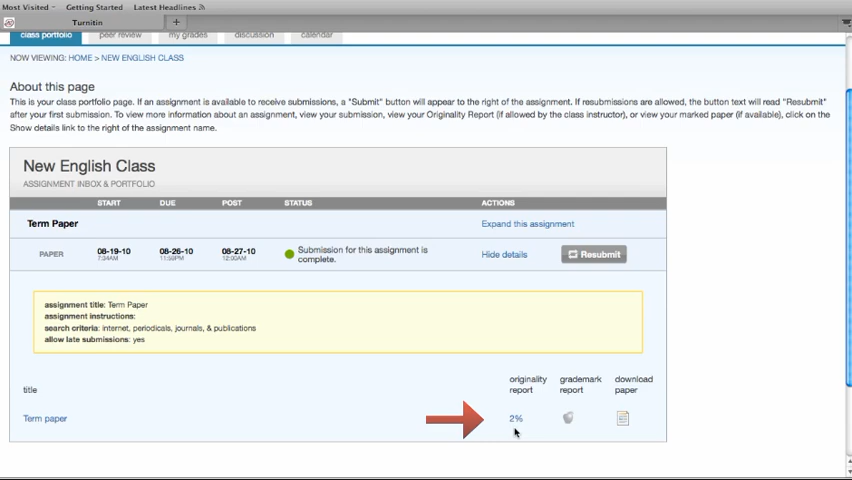 Most Visited
Getting Started
Latest Headlines
Turnitin
class portfolio
peer review
my grades
discussion
calendar
NOW VIEWING: HOME > NEW ENGLISH CLASS
About this page
This is your class portfolio page. If an assignment is available to receive submissions, a "Submit" button will appear to the right of the assignment. If resubmissions are allowed, the button text will read "Resubmit"
after your first submission. To view more information about an assignment, view your submission, view your Originality Report (if allowed by the class instructor), or view your marked paper (if available), click on the
Show details link to the right of the assignment name.
New English Class
ASSIGNMENT INBOX & PORTFOLIO
START DUE POST STATUS ACTIONS
Term Paper Expand this assignment
PAPER 08-19-10 08-26-10 08-27-10 Submission for this assignment is complete. Hide details Resubmit
7:34AM 11:59PM 12:00AM
assignment title: Term Paper
assignment instructions:
search criteria: internet, periodicals, journals, & publications
allow late submissions: yes
title originality report grademark report download paper
Term paper 2%